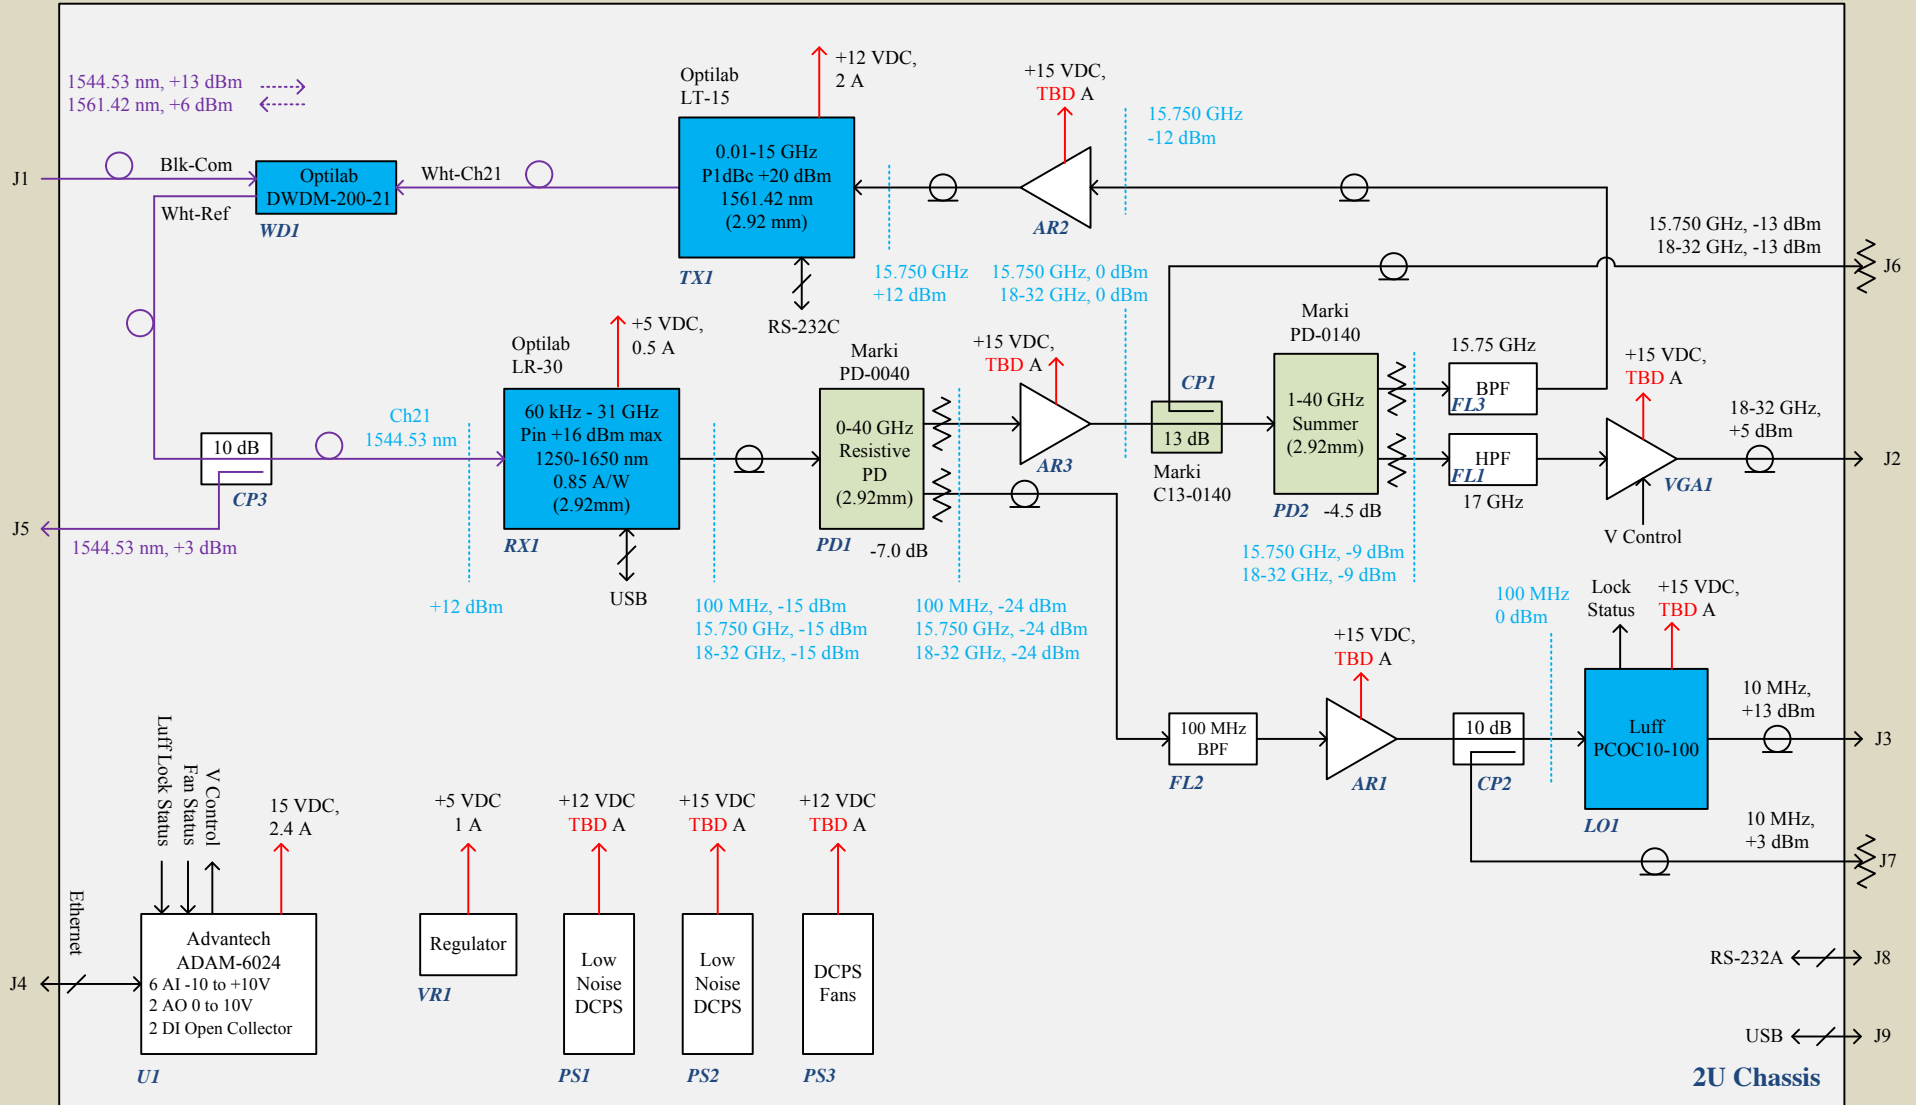 1544.53 nm, +13 dBm
1561.42 nm, +6 dBm
J1
Blk-Com
Optilab
DWDM-200-21
WD1
Wht-Ref
Wht-Ch21
Optilab
LT-15
+12 VDC,
2 A
0.01-15 GHz
P1dBc +20 dBm
1561.42 nm
(2.92 mm)
TX1
RS-232C
15.750 GHz
+12 dBm
+15 VDC,
TBD A
AR2
15.750 GHz
-12 dBm
15.750 GHz, 0 dBm
18-32 GHz, 0 dBm
15.750 GHz, -13 dBm
18-32 GHz, -13 dBm
J6
Optilab
LR-30
+5 VDC,
0.5 A
60 kHz - 31 GHz
Pin +16 dBm max
1250-1650 nm
0.85 A/W
(2.92mm)
RX1
USB
Ch21
1544.53 nm
+12 dBm
10 dB
CP3
J5
1544.53 nm, +3 dBm
100 MHz, -15 dBm
15.750 GHz, -15 dBm
18-32 GHz, -15 dBm
Marki
PD-0040
0-40 GHz
Resistive
PD
(2.92mm)
PD1
-7.0 dB
100 MHz, -24 dBm
15.750 GHz, -24 dBm
18-32 GHz, -24 dBm
+15 VDC,
TBD A
AR3
CP1
13 dB
Marki
C13-0140
Marki
PD-0140
1-40 GHz
Summer
(2.92mm)
PD2
-4.5 dB
15.750 GHz, -9 dBm
18-32 GHz, -9 dBm
15.75 GHz
BPF
FL3
HPF
FL1
17 GHz
+15 VDC,
TBD A
VGA1
V Control
18-32 GHz,
+5 dBm
J2
100 MHz
BPF
FL2
+15 VDC,
TBD A
AR1
10 dB
CP2
100 MHz
0 dBm
Lock
Status
+15 VDC,
TBD A
Luff
PCOC10-100
LO1
10 MHz,
+13 dBm
J3
10 MHz,
+3 dBm
J7
Luff Lock Status
Fan Status
V Control
15 VDC,
2.4 A
Ethernet
J4
Advantech
ADAM-6024
6 AI -10 to +10V
2 AO 0 to 10V
2 DI Open Collector
U1
+5 VDC
1 A
Regulator
VR1
+12 VDC
TBD A
Low
Noise
DCPS
PS1
+15 VDC
TBD A
Low
Noise
DCPS
PS2
+12 VDC
TBD A
DCPS
Fans
PS3
RS-232A
J8
USB
J9
2U Chassis